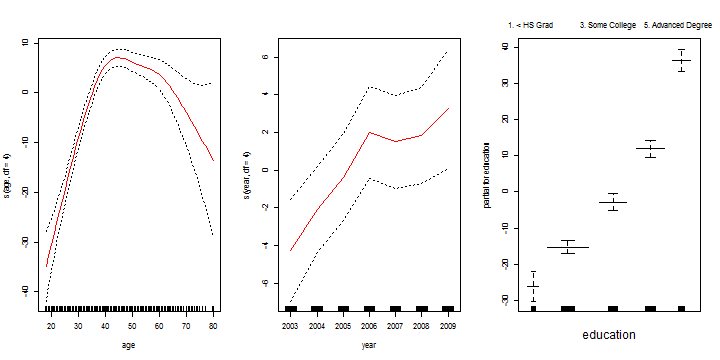 1. < HS Grad 3. Some College 5. Advanced Degree
s(age, df = 4)
10
0
-10
-20
-30
-40
20 30 40 50 60 70 80
age
s(year, df = 4)
6
4
2
0
-2
-4
-6
2003 2004 2005 2006 2007 2008 2009
year
partial for education
40
30
20
10
0
-10
-20
-30
education